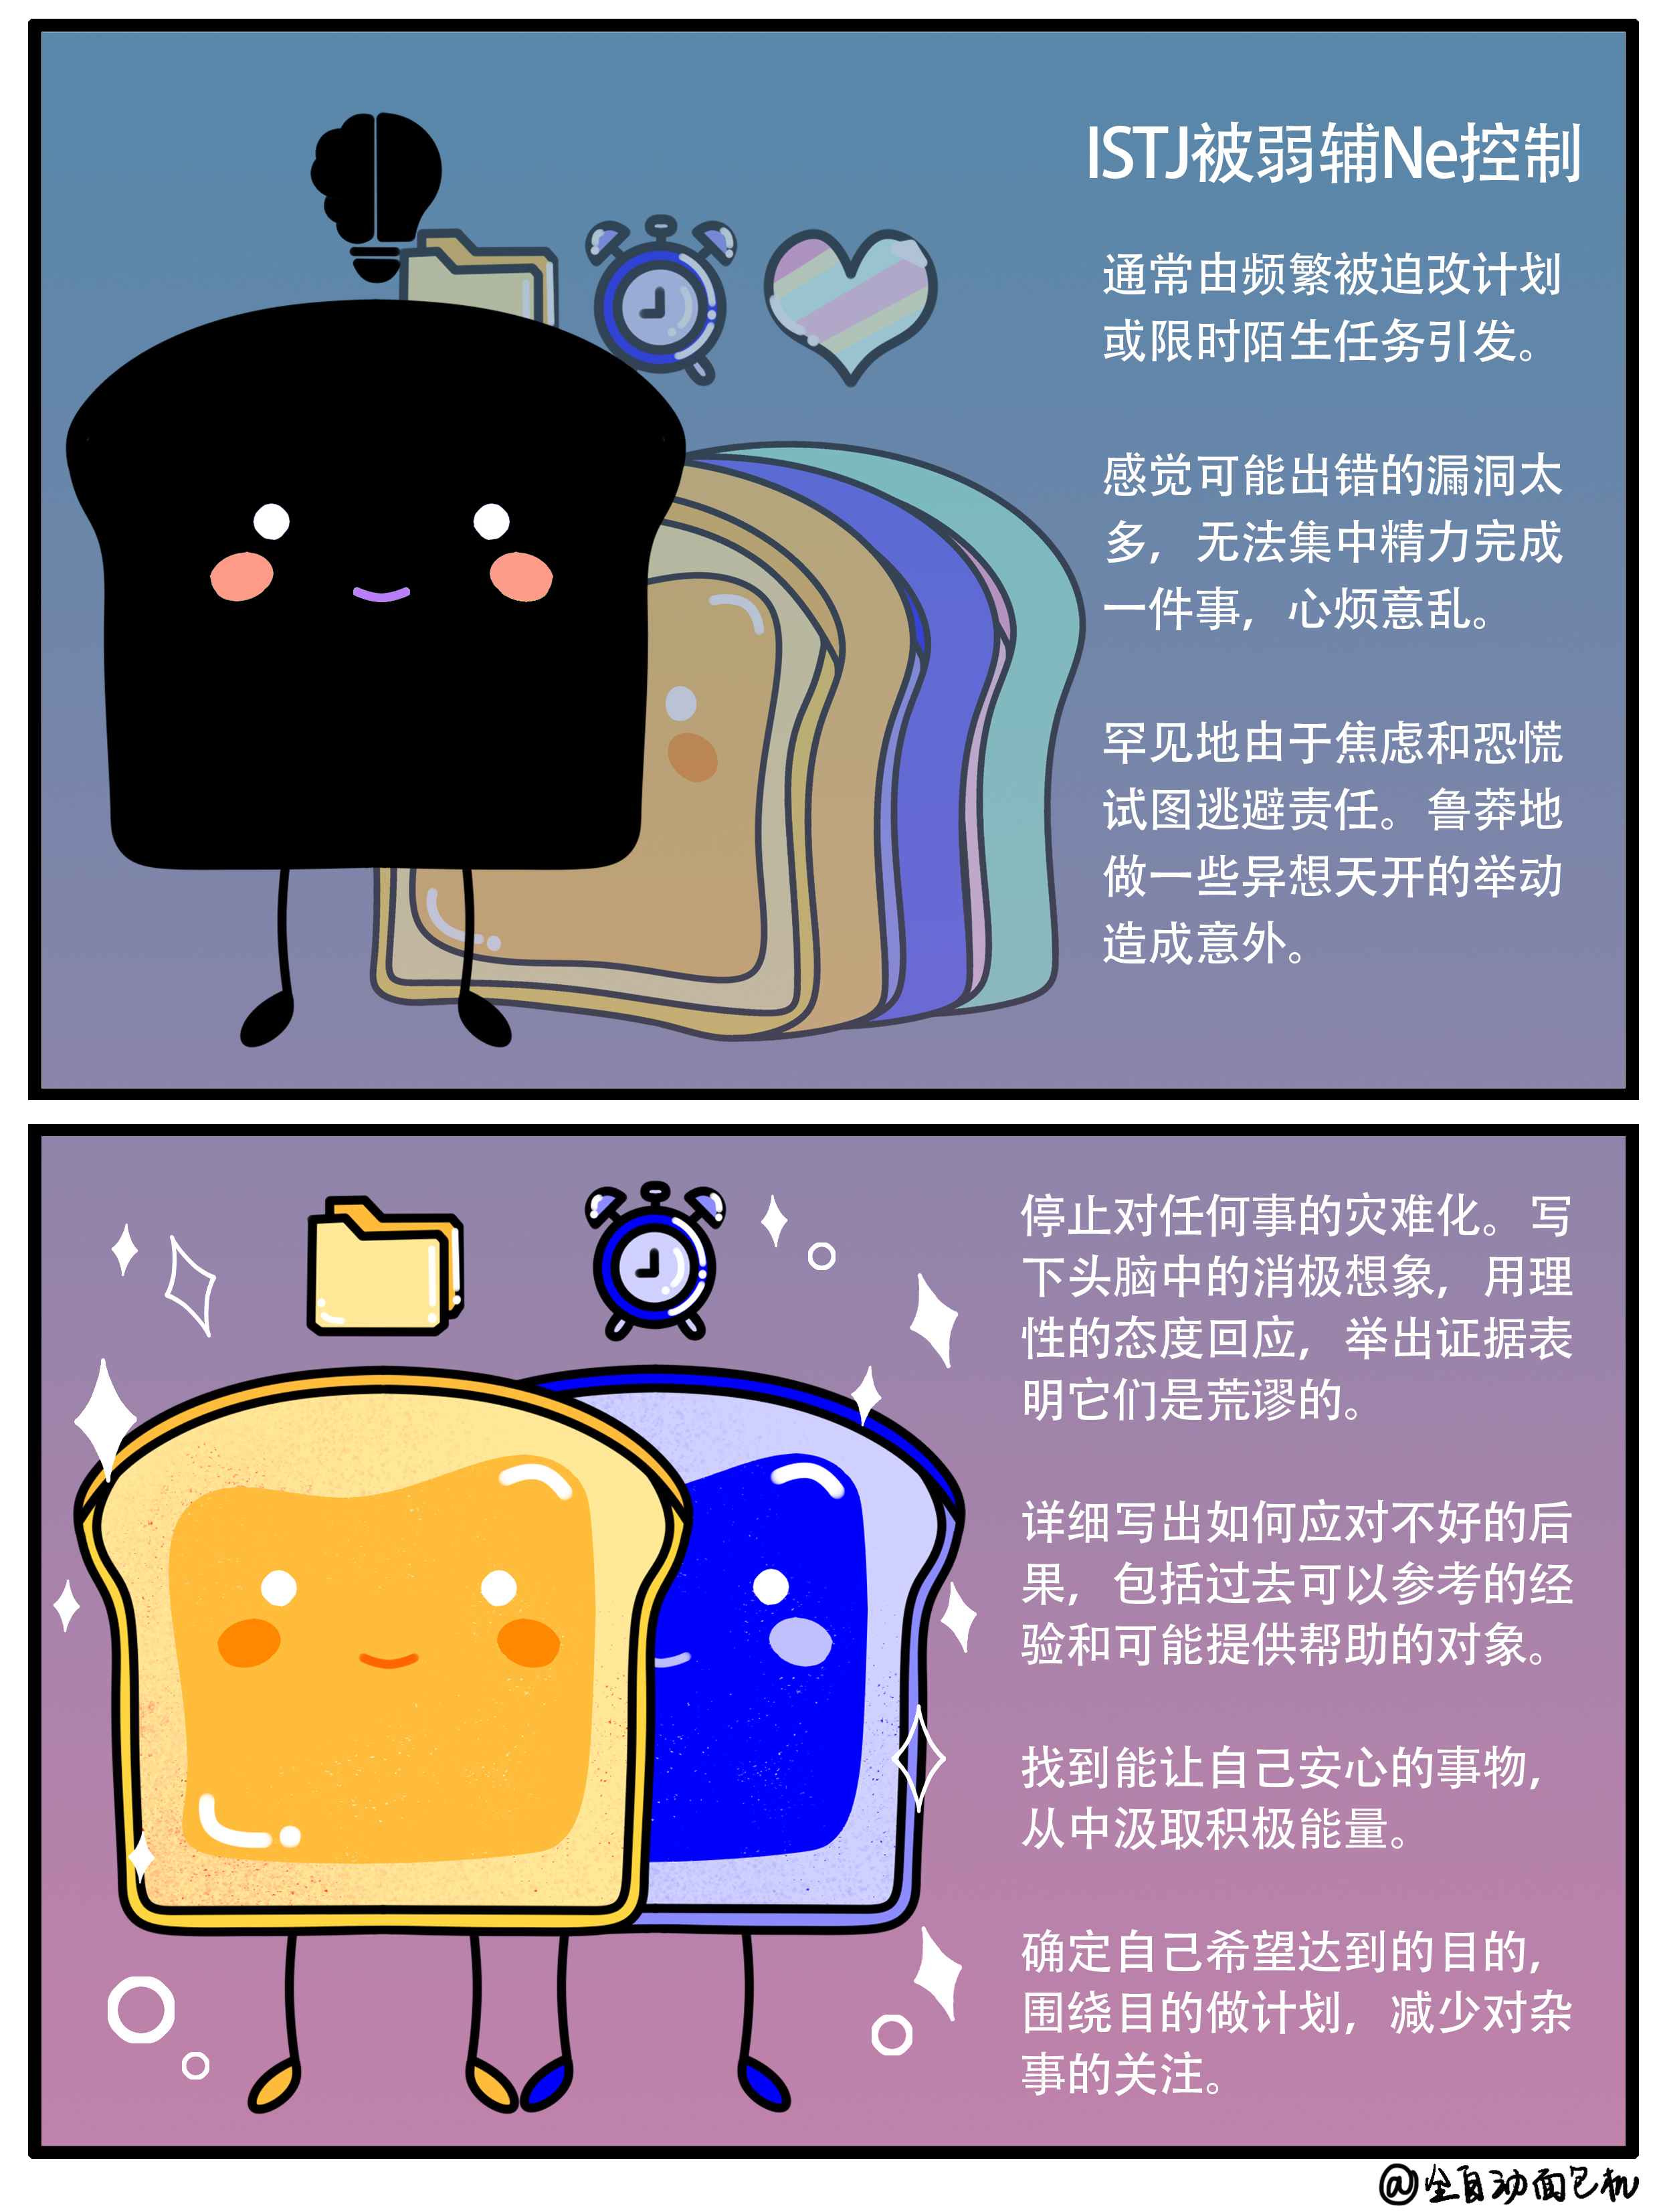 ISTJ被弱辅Ne控制
通常由频繁被迫改计划
或限时陌生任务引发。
感觉可能出错的漏洞太
多，无法集中精力完成
一件事，心烦意乱。
罕见地由于焦虑和恐慌
试图逃避责任。鲁莽地
做一些异想天开的举动
造成意外。
停止对任何事的灾难化。写
下头脑中的消极想象，用理
性的态度回应，举出证据表
明它们是荒谬的。
详细写出如何应对不好的后
果，包括过去可以参考的经
验和可能提供帮助的对象。
找到能让自己安心的事物，
从中汲取积极能量。
确定自己希望达到的目的，
围绕目的做计划，减少对杂
事的关注。
@全自动面包机